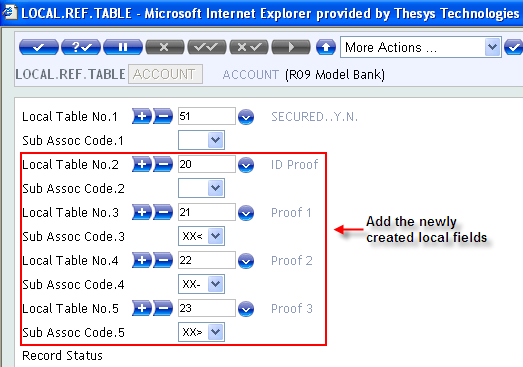 LOCAL.REF.TABLE - Microsoft Internet Explorer provided by Thesys Technologies
More Actions ...
LOCAL.REF.TABLE ACCOUNT ACCOUNT (R09 Model Bank)
Local Table No.1 51 SECURED..Y.N.
Sub Assoc Code.1
Local Table No.2 20 ID Proof
Sub Assoc Code.2
Local Table No.3 21 Proof 1
Sub Assoc Code.3 XX<
Local Table No.4 22 Proof 2
Sub Assoc Code.4 XX-
Local Table No.5 23 Proof 3
Sub Assoc Code.5 XX>
Record Status
Add the newly
created local fields